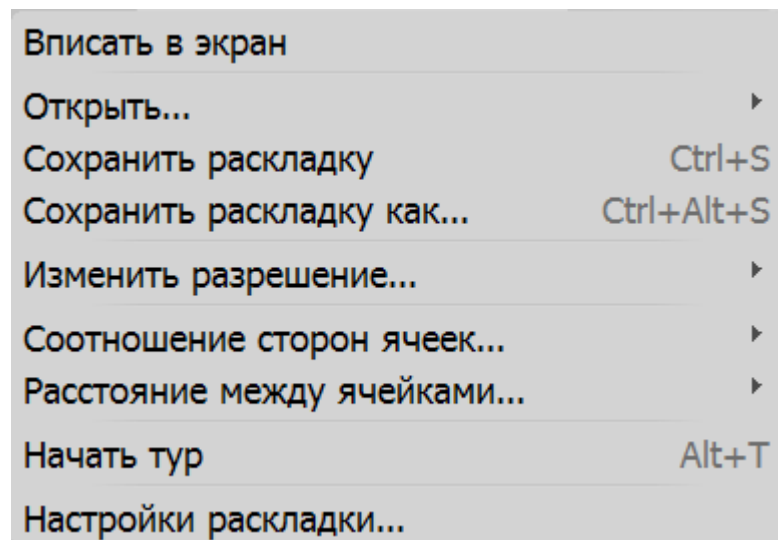 Вписать в экран
Открыть...
Сохранить раскладку Ctrl+S
Сохранить раскладку как... Ctrl+Alt+S
Изменить разрешение...
Соотношение сторон ячеек...
Расстояние между ячейками...
Начать тур Alt+T
Настройки раскладки...